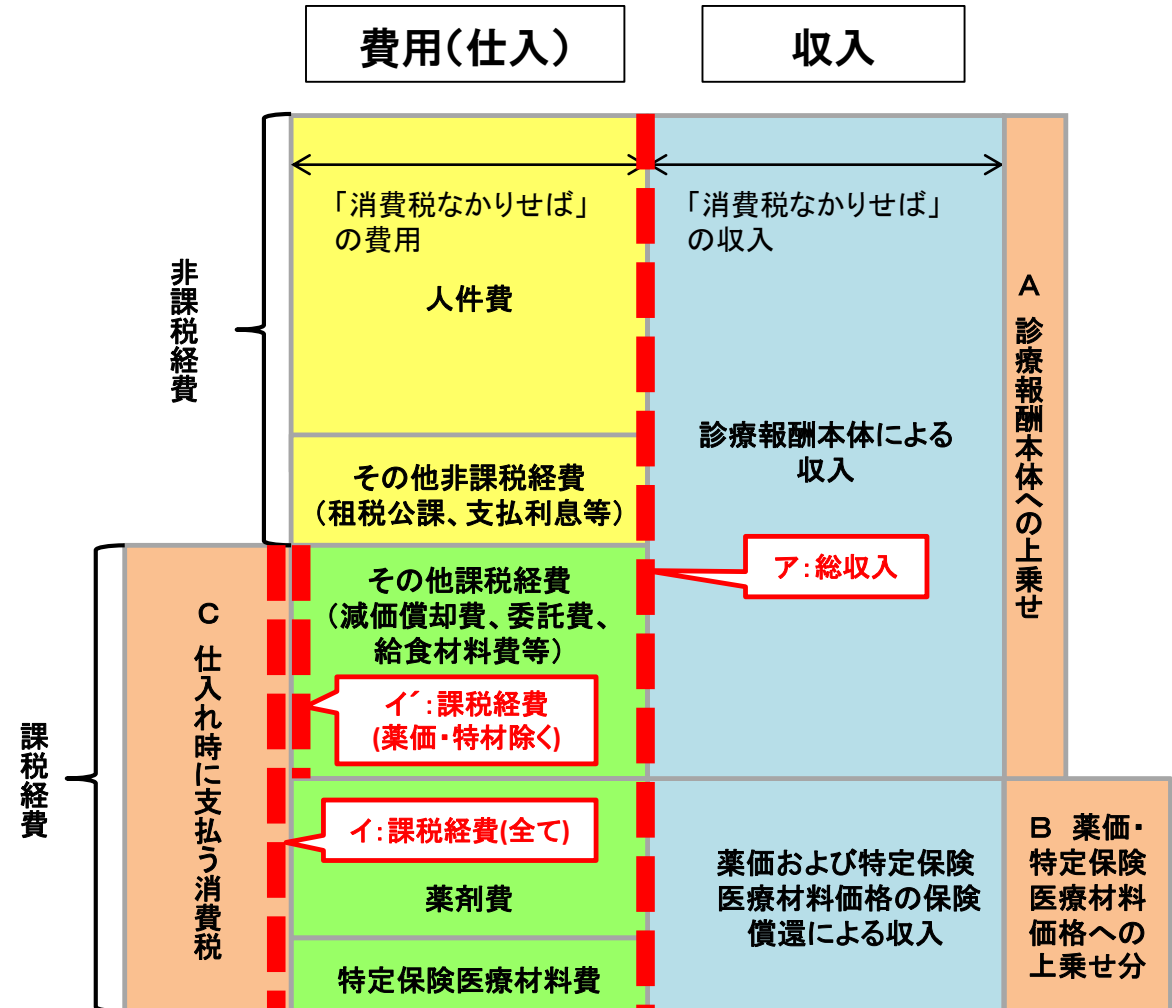 費用(仕入)
収入
「消費税なかりせば」
の費用
「消費税なかりせば」
の収入
非課税経費
人件費
A 診療報酬本体への上乗せ
診療報酬本体による
収入
その他非課税経費
(租税公課、支払利息等)
ア:総収入
その他課税経費
(減価償却費、委託費、
給食材料費等)
C 仕入れ時に支払う消費税
イ´:課税経費
(薬価・特材除く)
課税経費
イ:課税経費(全て)
薬剤費
薬価および特定保険
医療材料価格の保険
償還による収入
B 薬価・
特定保険
医療材料
価格への
上乗せ分
特定保険医療材料費